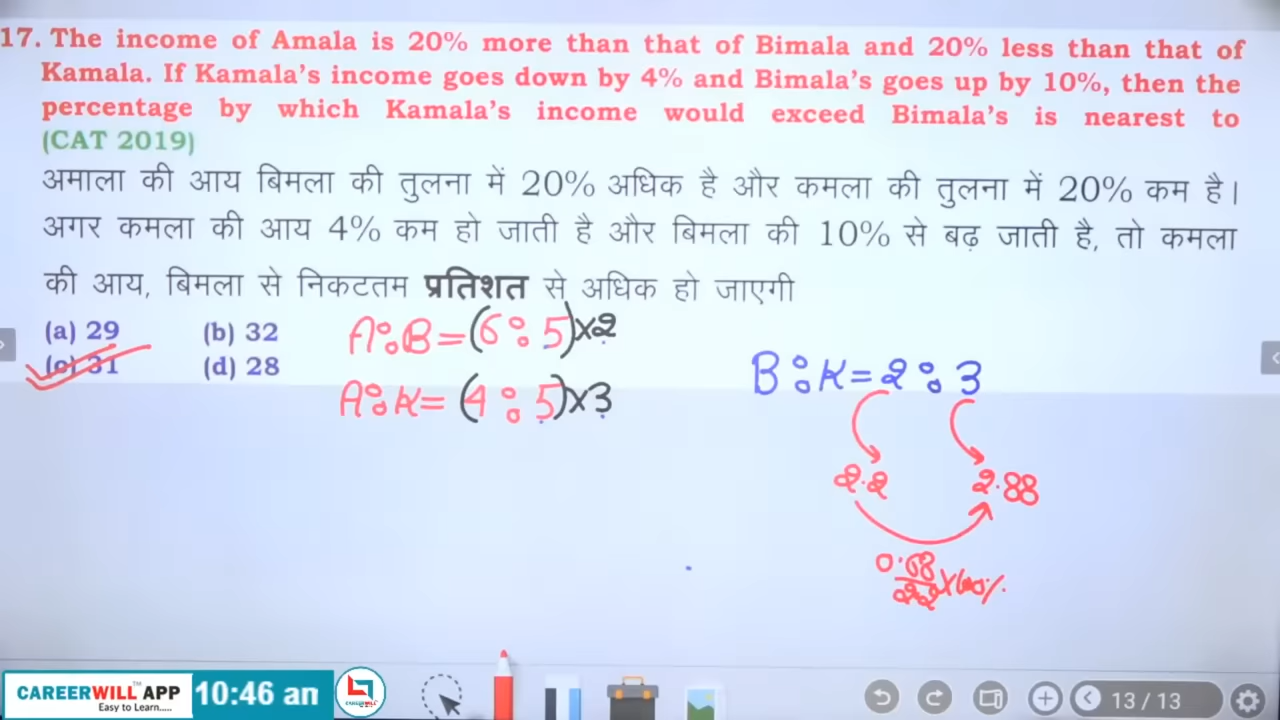 17. The income of Amala is 20% more than that of Bimala and 20% less than that of
Kamala. If Kamala's income goes down by 4% and Bimala's goes up by 10%, then the
percentage by which Kamala's income would exceed Bimala's is nearest to
(CAT 2019)
अमाला की आय बिमला की तुलना में 20% अधिक है और कमला की तुलना में 20% कम है।
अगर कमला की आय 4% कम हो जाती है और बिमला की 10% से बढ़ जाती है, तो कमला
की आय, बिमला से निकटतम प्रतिशत से अधिक हो जाएगी
(a) 29 (b) 32
(c) 31 (d) 28
A:B = (6:5)×2
A:K = (4:5)×3
B:K = 2:3
2.2 2.88
0.68
2.2 ×100%
CAREERWILL APP
Easy to Learn.....
10:46 an
CAREERWILL
13 / 13